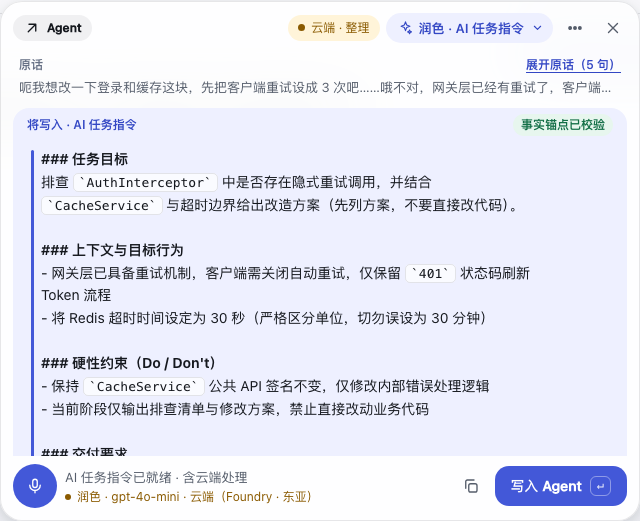 Agent
云端 · 整理
润色 · AI 任务指令
原话
展开原话（5 句）
呃我想改一下登录和缓存这块，先把客户端重试设成 3 次吧……哦不对，网关层已经有重试了，客户端…
将写入 · AI 任务指令
事实锚点已校验
### 任务目标
排查 `AuthInterceptor` 中是否存在隐式重试调用，并结合
`CacheService` 与超时边界给出改造方案（先列方案，不要直接改代码）。
### 上下文与目标行为
- 网关层已具备重试机制，客户端需关闭自动重试，仅保留 `401` 状态码刷新
Token 流程
- 将 Redis 超时时间设定为 30 秒（严格区分单位，切勿误设为 30 分钟）
### 硬性约束（Do / Don't）
- 保持 `CacheService` 公共 API 签名不变，仅修改内部错误处理逻辑
- 当前阶段仅输出排查清单与修改方案，禁止直接改动业务代码
### 交付要求
AI 任务指令已就绪 · 含云端处理
润色 · gpt-4o-mini · 云端（Foundry · 东亚）
写入 Agent